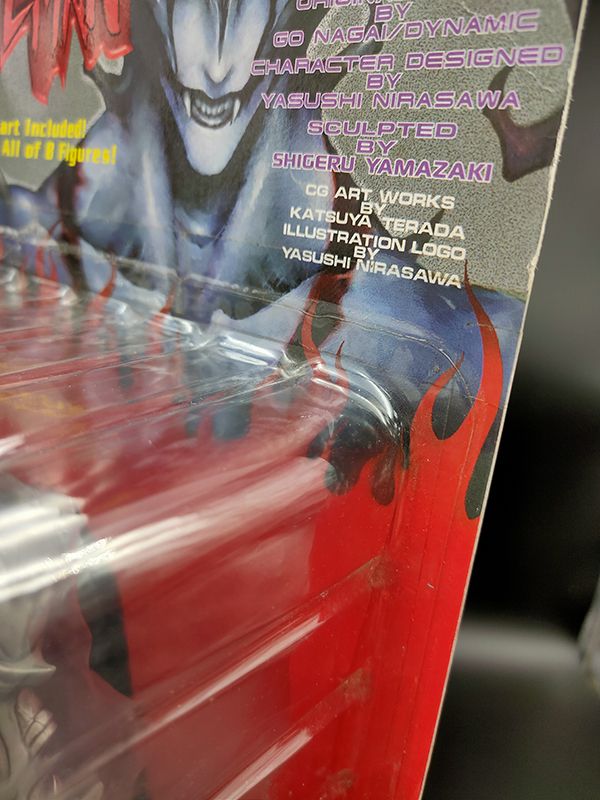 BY
GO NAGAI/DYNAMIC
CHARACTER DESIGNED
BY
YASUSHI NIRASAWA
SCULPTED
BY
SHIGERU YAMAZAKI
CG ART WORKS
BY
KATSUYA TERADA
ILLUSTRATION LOGO
BY
YASUSHI NIRASAWA
art Included!
All of 8 Figures!